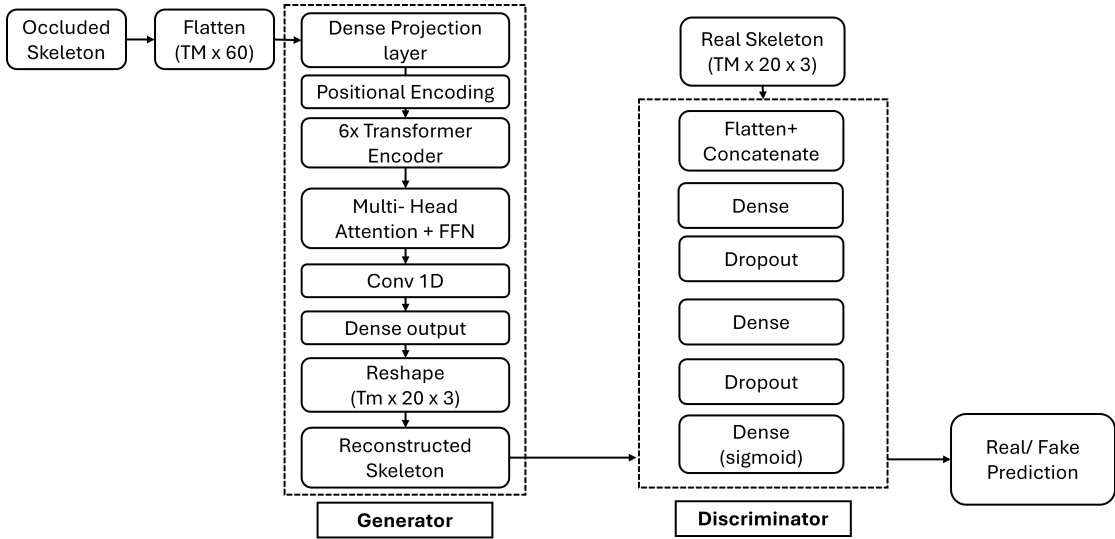 Occluded
Skeleton
Flatten
(TM x 60)
Dense Projection
layer
Positional Encoding
6x Transformer
Encoder
Multi- Head
Attention + FFN
Conv 1D
Dense output
Reshape
(Tm x 20 x 3)
Reconstructed
Skeleton
Generator
Real Skeleton
(TM x 20 x 3)
Flatten+
Concatenate
Dense
Dropout
Dense
Dropout
Dense
(sigmoid)
Discriminator
Real/ Fake
Prediction